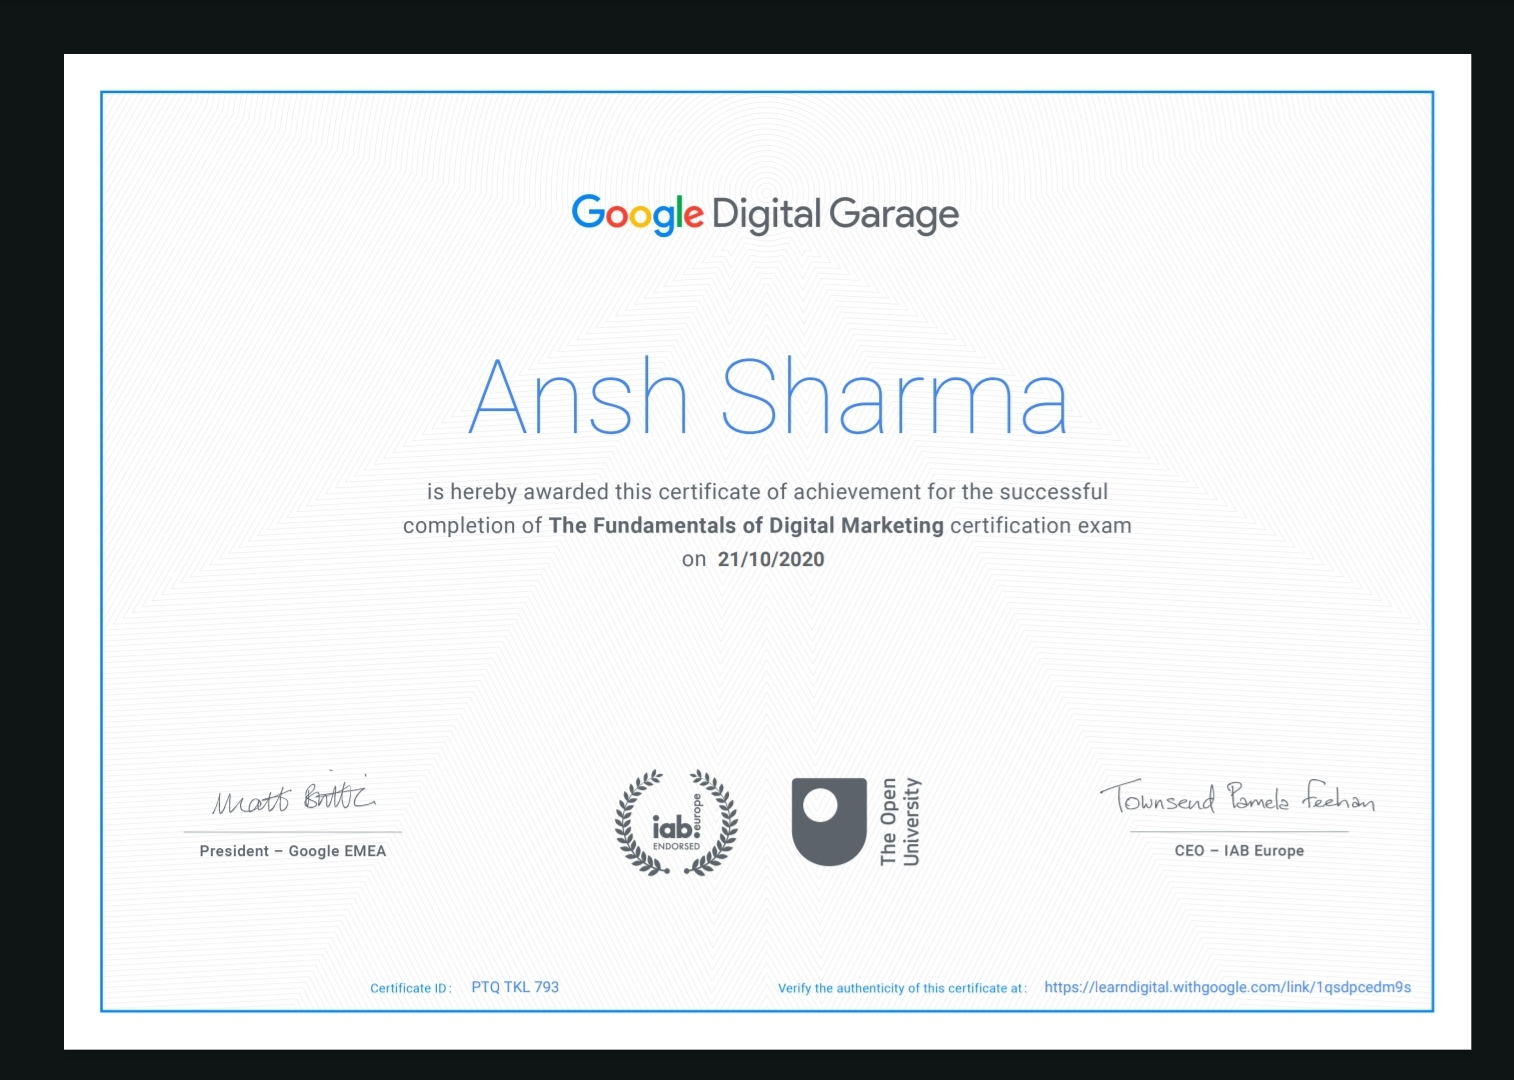 Google Digital Garage
Ansh Sharma
is hereby awarded this certificate of achievement for the successful
completion of The Fundamentals of Digital Marketing certification exam
on 21/10/2020
Matt Brittin
President – Google EMEA
iab.europe
ENDORSED
The Open
University
Townsend Pamela Feehan
CEO – IAB Europe
Certificate ID: PTQ TKL 793
Verify the authenticity of this certificate at: https://learndigital.withgoogle.com/link/1qsdpcedm9s